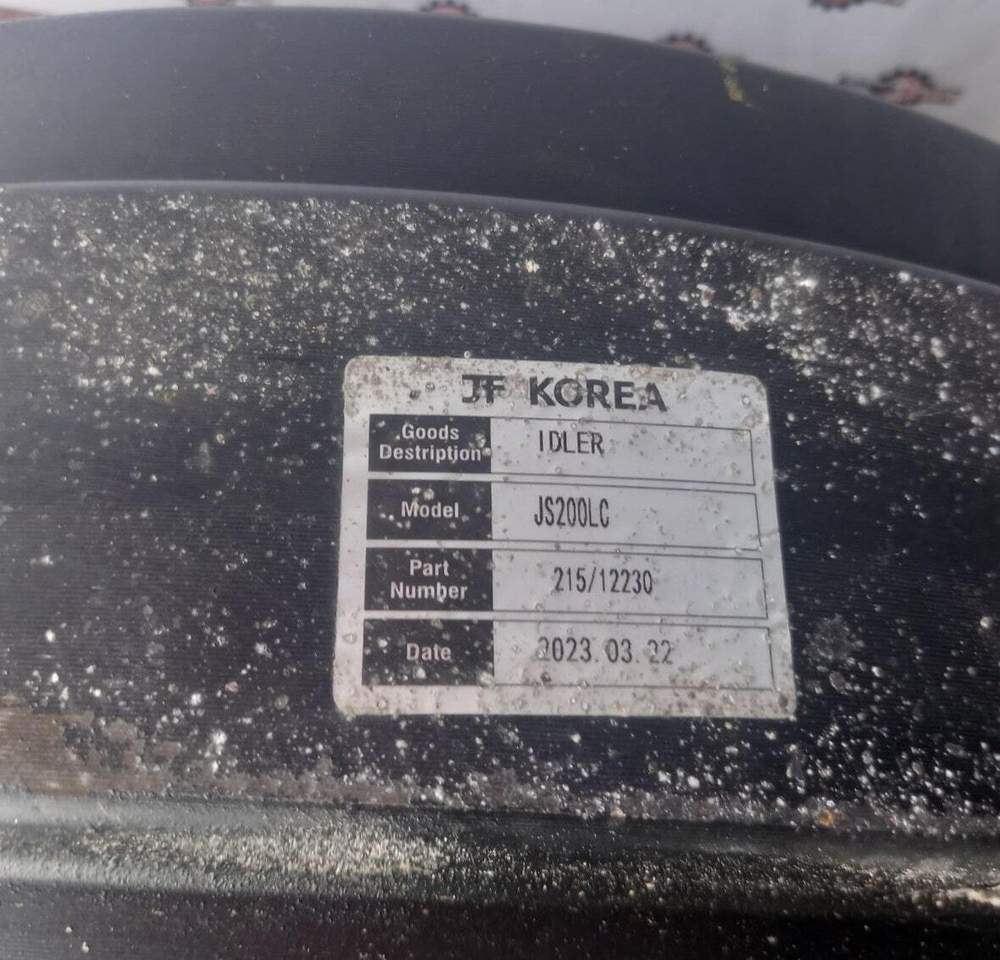 JF KOREA
Goods
Destription
IDLER
Model
JS200LC
Part
Number
215/12230
Date
2023.03.22